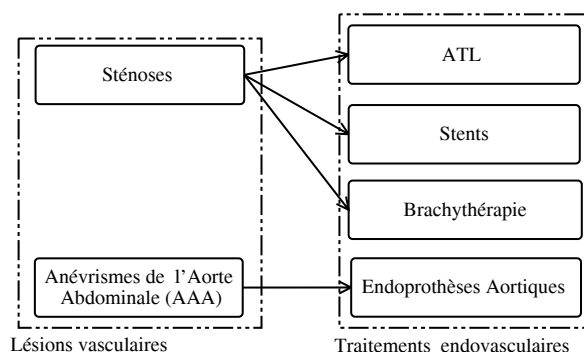 Sténoses
Anévrismes de l'Aorte
Abdominale (AAA)
Lésions vasculaires
ATL
Stents
Brachythérapie
Endoprothèses Aortiques
Traitements endovasculaires